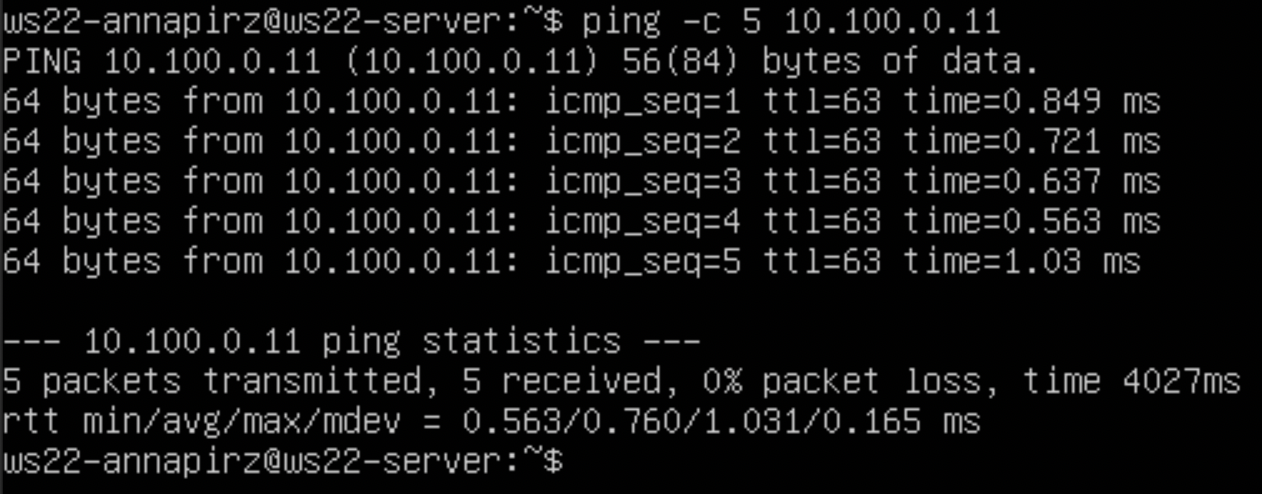 ws22-annapirz@ws22-server:~$ ping -c 5 10.100.0.11
PING 10.100.0.11 (10.100.0.11) 56(84) bytes of data.
64 bytes from 10.100.0.11: icmp_seq=1 ttl=63 time=0.849 ms
64 bytes from 10.100.0.11: icmp_seq=2 ttl=63 time=0.721 ms
64 bytes from 10.100.0.11: icmp_seq=3 ttl=63 time=0.637 ms
64 bytes from 10.100.0.11: icmp_seq=4 ttl=63 time=0.563 ms
64 bytes from 10.100.0.11: icmp_seq=5 ttl=63 time=1.03 ms

--- 10.100.0.11 ping statistics ---
5 packets transmitted, 5 received, 0% packet loss, time 4027ms
rtt min/avg/max/mdev = 0.563/0.760/1.031/0.165 ms
ws22-annapirz@ws22-server:~$